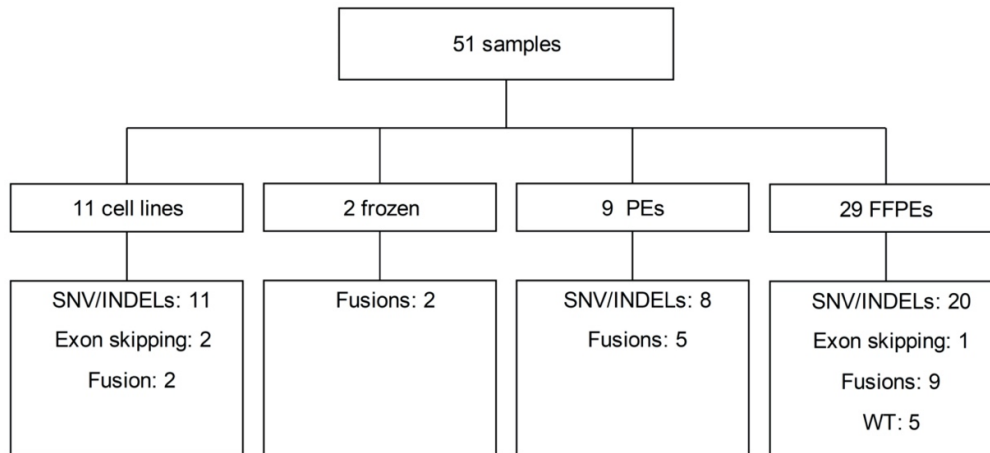 51 samples
11 cell lines
2 frozen
9 PEs
29 FFPEs
SNV/INDELs: 11
Exon skipping: 2
Fusion: 2
Fusions: 2
SNV/INDELs: 8
Fusions: 5
SNV/INDELs: 20
Exon skipping: 1
Fusions: 9
WT: 5